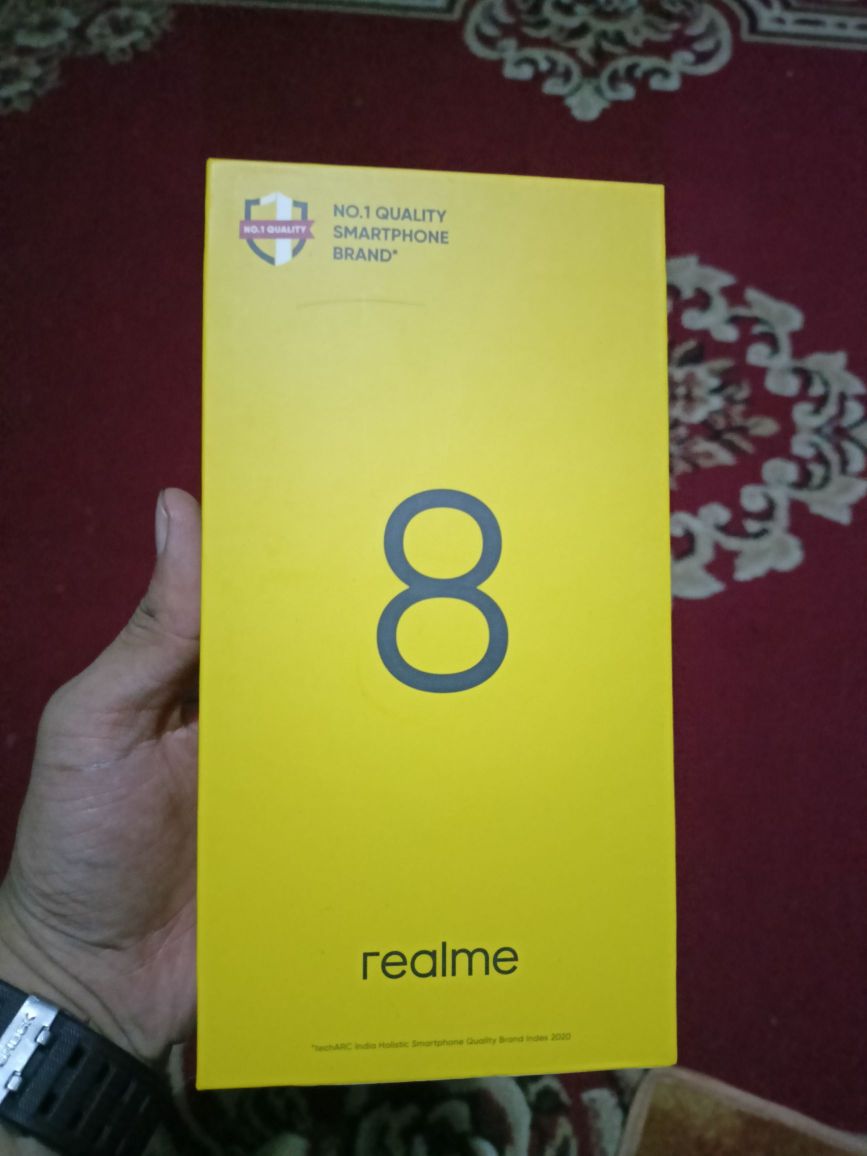 NO.1 QUALITY
NO.1 QUALITY
SMARTPHONE
BRAND*
8
realme
*techARC India Holistic Smartphone Quality Brand Index 2020